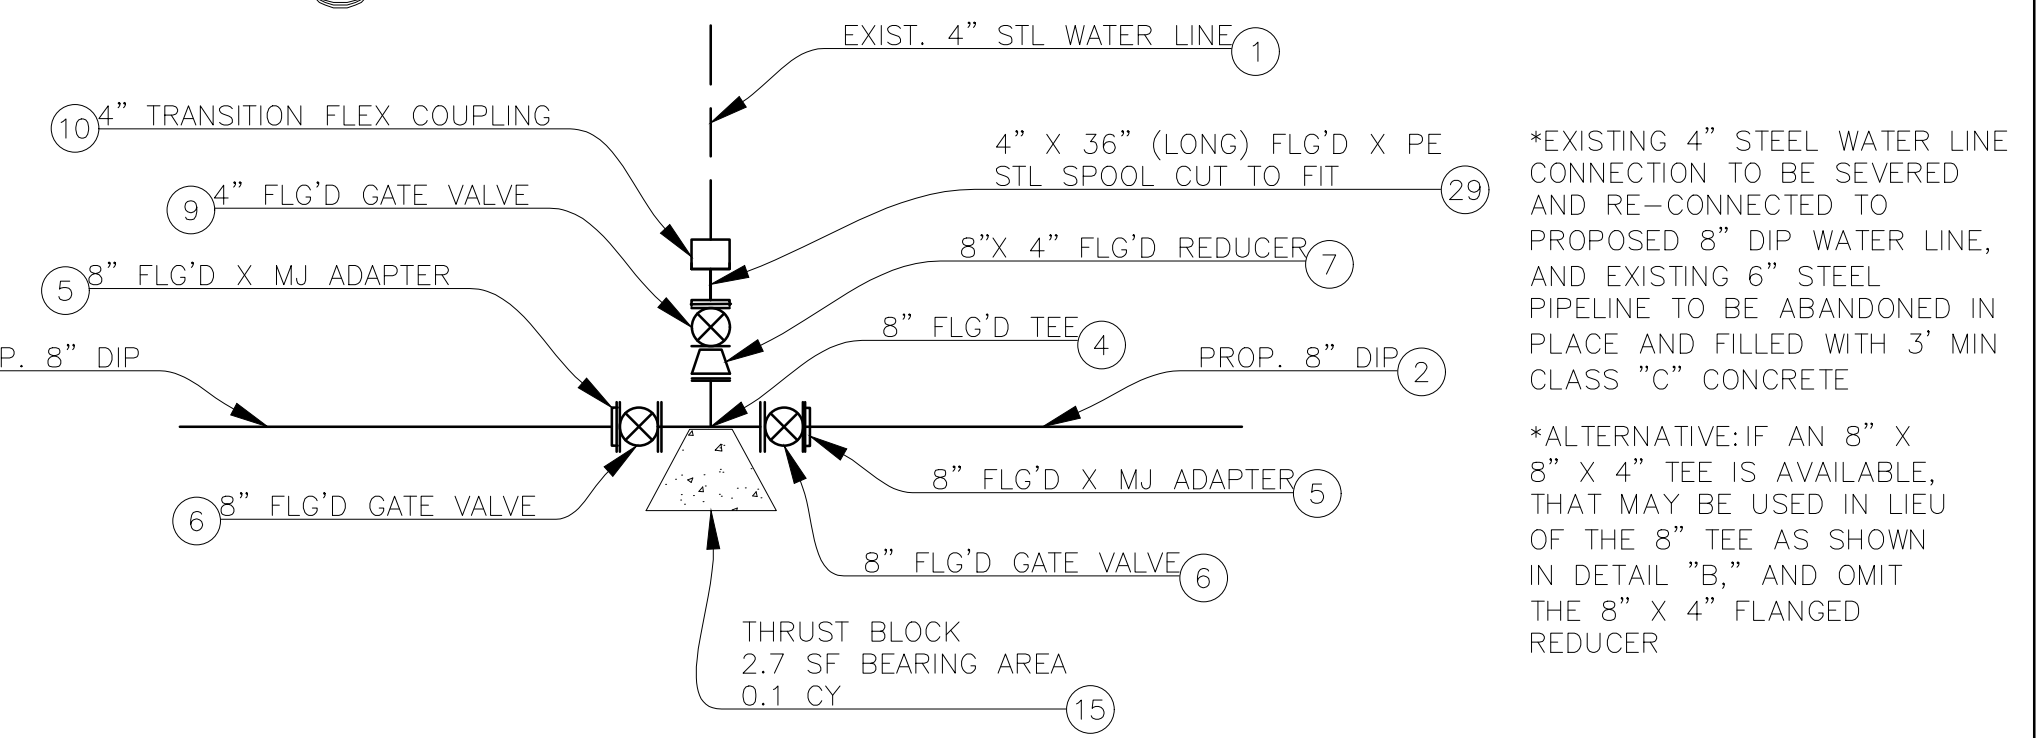 EXIST. 4" STL WATER LINE 1
10 4" TRANSITION FLEX COUPLING
4" X 36" (LONG) FLG'D X PE
STL SPOOL CUT TO FIT 29
9 4" FLG'D GATE VALVE
8"X 4" FLG'D REDUCER 7
5 8" FLG'D X MJ ADAPTER
8" FLG'D TEE 4
P. 8" DIP
PROP. 8" DIP 2
8" FLG'D X MJ ADAPTER 5
6 8" FLG'D GATE VALVE
8" FLG'D GATE VALVE 6
THRUST BLOCK
2.7 SF BEARING AREA
0.1 CY 15
*EXISTING 4" STEEL WATER LINE
CONNECTION TO BE SEVERED
AND RE-CONNECTED TO
PROPOSED 8" DIP WATER LINE,
AND EXISTING 6" STEEL
PIPELINE TO BE ABANDONED IN
PLACE AND FILLED WITH 3' MIN
CLASS "C" CONCRETE
*ALTERNATIVE: IF AN 8" X
8" X 4" TEE IS AVAILABLE,
THAT MAY BE USED IN LIEU
OF THE 8" TEE AS SHOWN
IN DETAIL "B," AND OMIT
THE 8" X 4" FLANGED
REDUCER